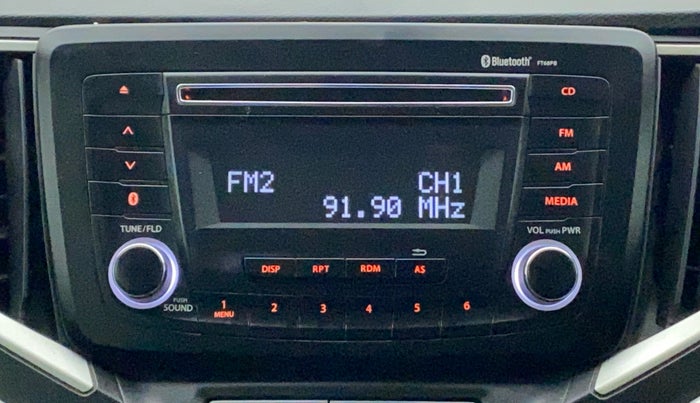 Bluetooth FT68PB
CD
FM
AM
MEDIA
FM2 CH1
91.90 MHz
TUNE/FLD
VOL PUSH PWR
DISP RPT RDM AS
PUSH
SOUND
1 2 3 4 5 6
MENU